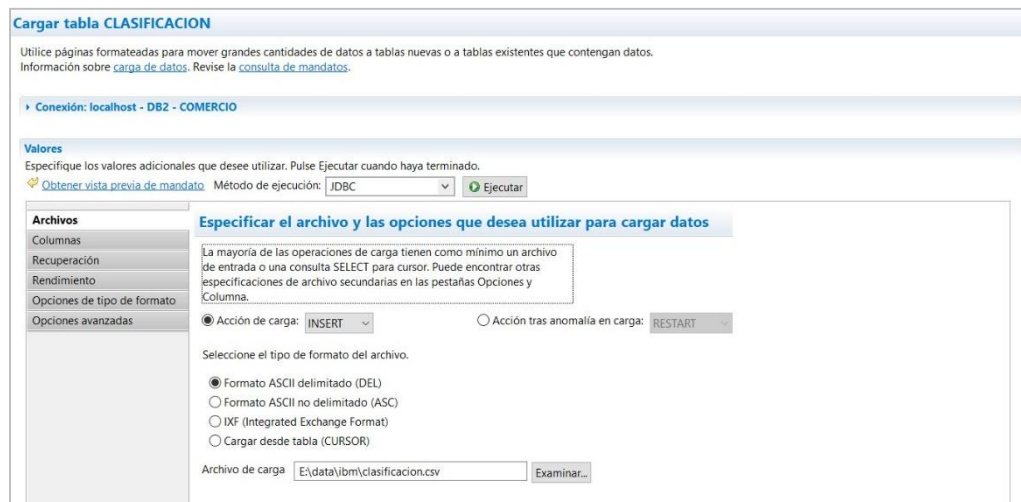 Cargar tabla CLASIFICACION
Utilice páginas formateadas para mover grandes cantidades de datos a tablas nuevas o a tablas existentes que contengan datos.
Información sobre carga de datos. Revise la consulta de mandatos.
Conexión: localhost - DB2 - COMERCIO
Valores
Especifique los valores adicionales que desee utilizar. Pulse Ejecutar cuando haya terminado.
Obtener vista previa de mandato Método de ejecución: JDBC Ejecutar
Archivos
Columnas
Recuperación
Rendimiento
Opciones de tipo de formato
Opciones avanzadas
Especificar el archivo y las opciones que desea utilizar para cargar datos
La mayoría de las operaciones de carga tienen como mínimo un archivo
de entrada o una consulta SELECT para cursor. Puede encontrar otras
especificaciones de archivo secundarias en las pestañas Opciones y
Columna.
Acción de carga: INSERT Acción tras anomalía en carga: RESTART
Seleccione el tipo de formato del archivo.
Formato ASCII delimitado (DEL)
Formato ASCII no delimitado (ASC)
IXF (Integrated Exchange Format)
Cargar desde tabla (CURSOR)
Archivo de carga E:\data\ibm\clasificacion.csv Examinar...